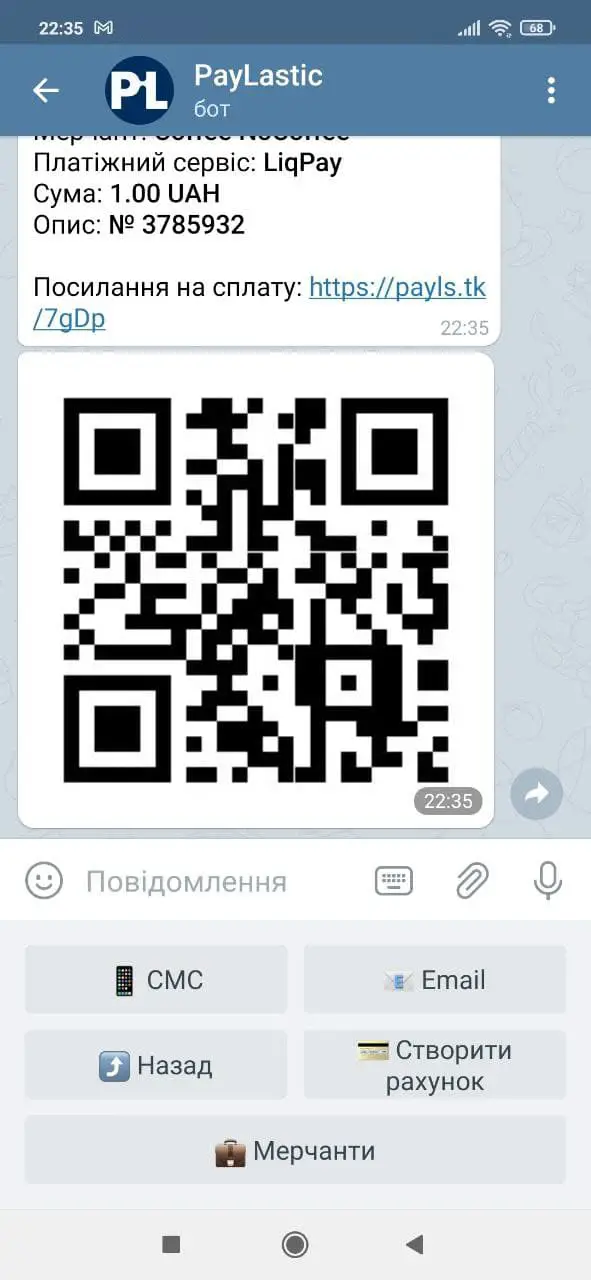 22:35
68
PL
PayLastic
бот
Платіжний сервіс: LiqPay
Сума: 1.00 UAH
Опис: № 3785932
Посилання на сплату: https://payls.tk
/7gDp
22:35
22:35
Повідомлення
СМС
Email
Назад
Створити
рахунок
Мерчанти